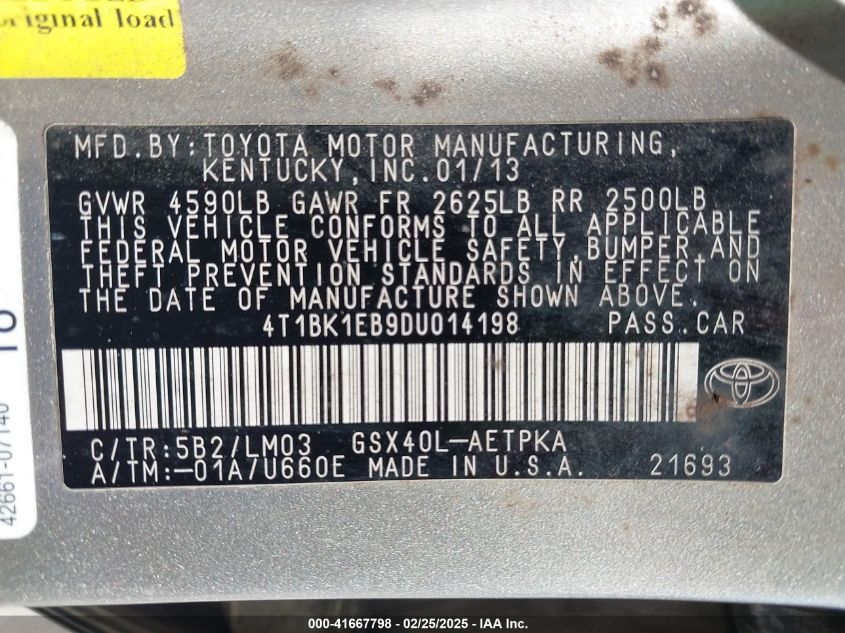 original load
MFD.BY:TOYOTA MOTOR MANUFACTURING,
KENTUCKY,INC.01/13
GVWR 4590LB GAWR FR 2625LB RR 2500LB
THIS VEHICLE CONFORMS TO ALL APPLICABLE
FEDERAL MOTOR VEHICLE SAFETY,BUMPER,AND
THEFT PREVENTION STANDARDS IN EFFECT ON
THE DATE OF MANUFACTURE SHOWN ABOVE.
4T1BK1EB9DU014198 PASS.CAR
C/TR:5B2/LM03 GSX40L-AETPKA
A/TM:-01A/U660E MADE IN U.S.A. 21693
42661-07140
000-41667798 - 02/25/2025 - IAA Inc.